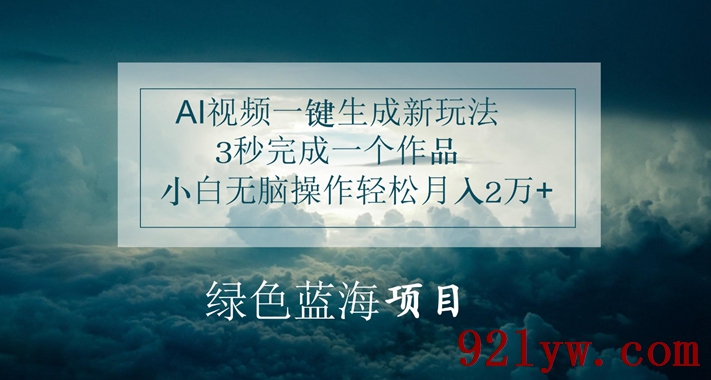 AI视频一键生成新玩法
3秒完成一个作品
小白无脑操作轻松月入2万+
绿色蓝海项目
921yw.com